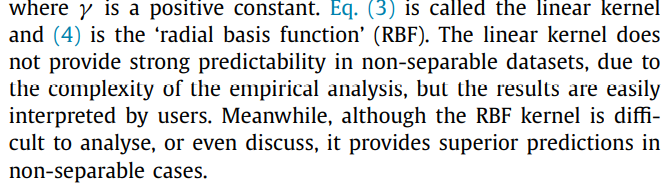 where γ is a positive constant. Eq. (3) is called the linear kernel
and (4) is the ‘radial basis function’ (RBF). The linear kernel does
not provide strong predictability in non-separable datasets, due to
the complexity of the empirical analysis, but the results are easily
interpreted by users. Meanwhile, although the RBF kernel is diffi-
cult to analyse, or even discuss, it provides superior predictions in
non-separable cases.